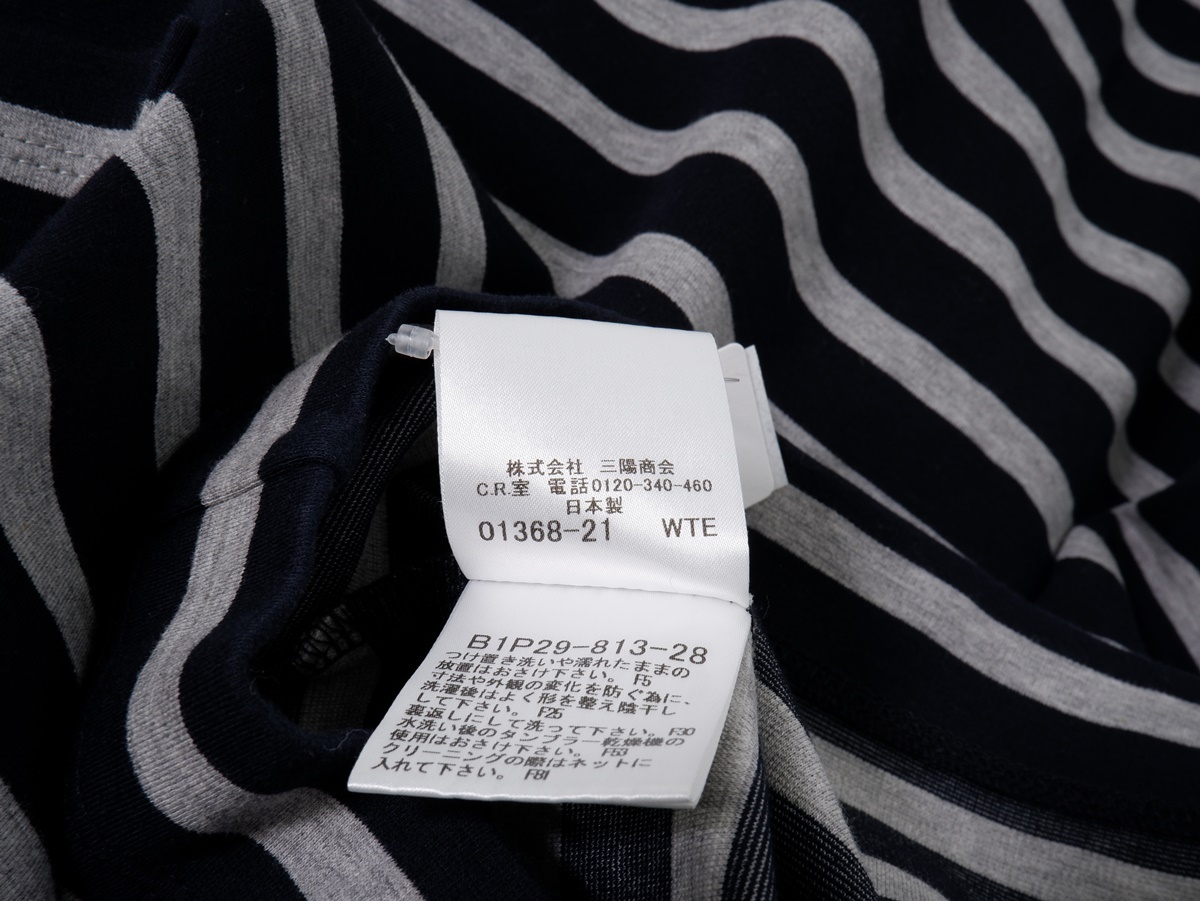 株式会社 三陽商会
C.R.室 電話0120-340-460
日本製
01368-21 WTE
B1P29-813-28
つけ置き洗いや濡れたままの
放置はおさけ下さい。 F5
寸法や外観の変化を防ぐ為に、
洗濯後はよく形を整え陰干し
して下さい。 F25
裏返しにして洗って下さい。 F30
水洗い後のタンブラー乾燥機の
使用はおさけ下さい。 F53
クリーニングの際はネットに
入れて下さい。 F81